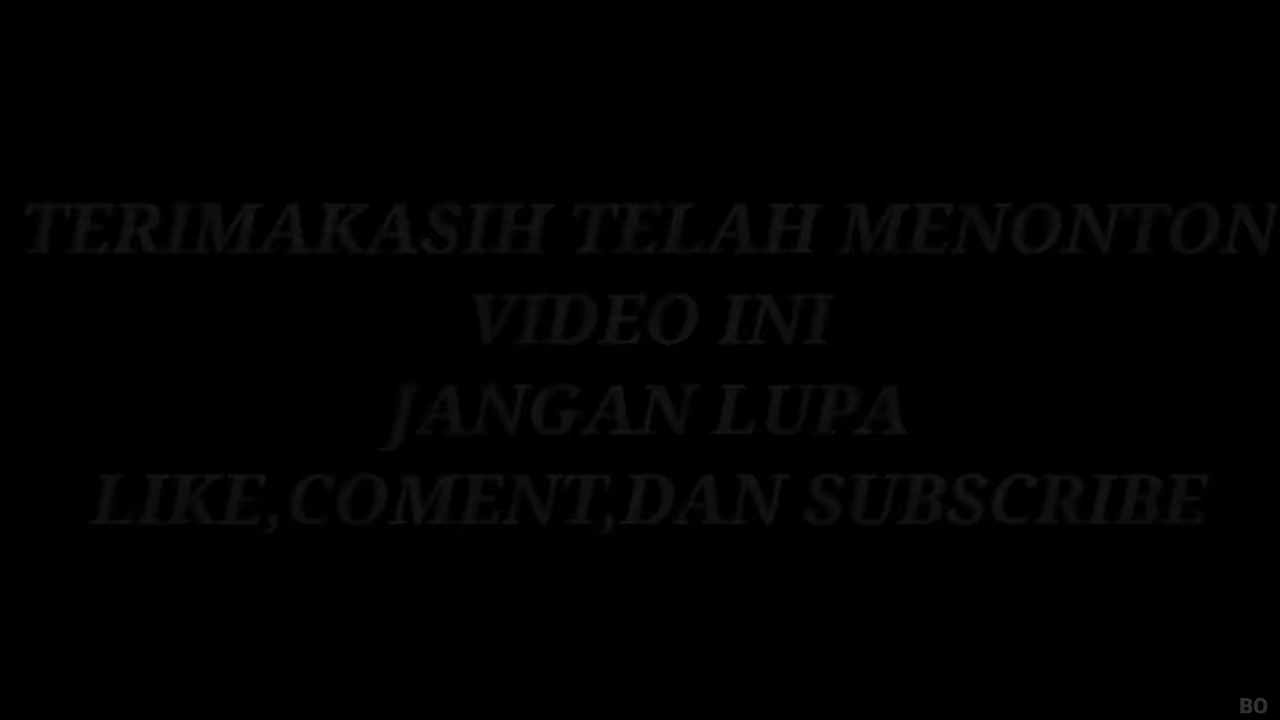 TERIMAKASIH TELAH MENONTON
VIDEO INI
JANGAN LUPA
LIKE,COMENT,DAN SUBSCRIBE
BO